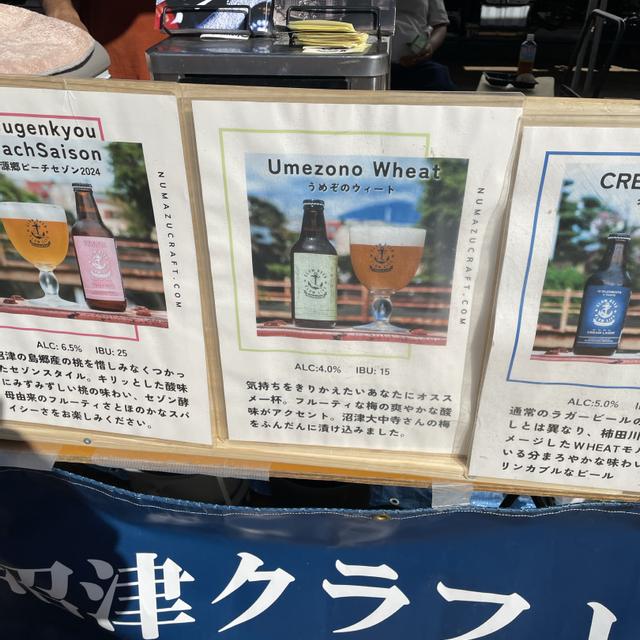 ugenkyou
achSaison
源郷ピーチセゾン2024
NUMAZUCRAFT.COM
ALC: 6.5% IBU: 25
沼津の島郷産の桃を惜しみなくつかっ
たセゾンスタイル。キリッとした酸味
にみずみずしい桃の味わい、セゾン酵
母由来のフルーティさとほのかなスパ
イシーさをお楽しみください。
Umezono Wheat
うめぞのウィート
NUMAZUCRAFT.COM
ALC:4.0% IBU: 15
気持ちをきりかえたいあなたにオスス
メ一杯。フルーティな梅の爽やかな酸
味がアクセント。沼津大中寺さんの梅
をふんだんに漬け込みました。
CRE
ALC:5.0%
通常のラガービールの
しとは異なり、柿田川
メージしたWHEATモ
いる分まろやかな味わ
リンカブルなビール
沼津クラフト